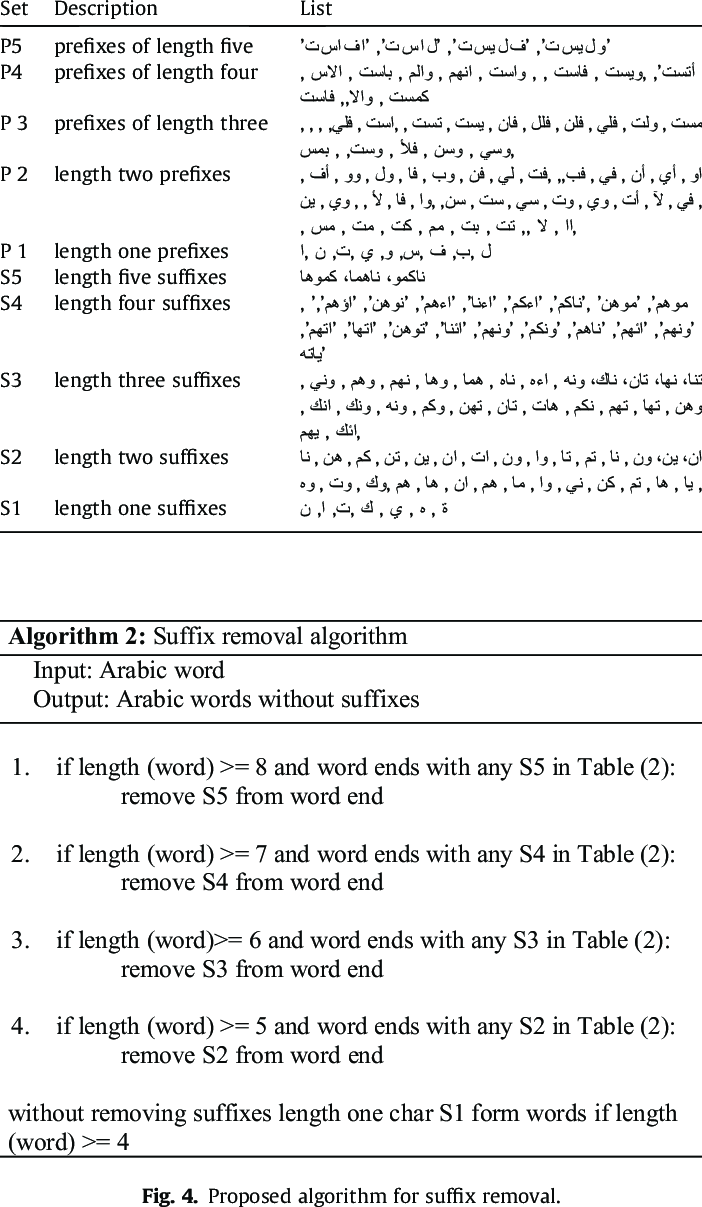 Set Description List
P5 prefixes of length five 'ول يس ت', 'ف ل يس ت', 'ل ا س ت', 'ا ف ا س ت'
P4 prefixes of length four أتست', ,ويست , فاست , , واست , انهم , والم , باست , الاس ,
كمست , والا,, فاست
P 3 prefixes of length three مست , ولت , فلي , فلن , فلل , فان , يست , تست , ,است , فلي, , , ,
وسي , وسن , فلأ , وست, , بمس,
P 2 length two prefixes او , أي , أن , في , فب,, ,فت , لي , فن , وب , فا , ول , وو , أف ,
في , لآ , أت , وي , وت , سي , ست , سن, ,وا , فا , لأ , , وي , ين ,
اا , لا ,, تت , بت , مم , كت , مت , مس ,
P 1 length one prefixes ل ,ب, ف ,س, و, ي ,ت, ن ,ا
S5 length five suffixes ناكمو، ناهما، كموها
S4 length four suffixes موهم', 'موهن', 'ناكم', 'اءكم', 'اءنا', 'اءهم', 'نوهن', 'اؤهم', ' ,
'ونهم', 'ائهم', 'ناهم', 'ونكم', 'ونهم', 'ائنا', 'توهن', 'اتها', 'اتهم',
'ياته
S3 length three suffixes تنا، نها، تان، ناك، ونه , اءه , ناه , هما , وها , نهم , وهم , وني ,
وهن , تها , تهم , نكم , هات , تان , تهن , وكم , ونه , ونك , انك ,
ائك , يهم,
S2 length two suffixes ان، ين، ون , نا , تم , تا , وا , ون , ات , ان , ين , تن , كم , هن , نا
, يا , ها , تم , كن , ني , وا , ما , هم , ان , ها , هم ,وك , وت , وه
S1 length one suffixes ة , ه , ي , ك ,ت, ا, ن
Algorithm 2: Suffix removal algorithm
Input: Arabic word
Output: Arabic words without suffixes
1. if length (word) >= 8 and word ends with any S5 in Table (2):
remove S5 from word end
2. if length (word) >= 7 and word ends with any S4 in Table (2):
remove S4 from word end
3. if length (word)>= 6 and word ends with any S3 in Table (2):
remove S3 from word end
4. if length (word) >= 5 and word ends with any S2 in Table (2):
remove S2 from word end
without removing suffixes length one char S1 form words if length
(word) >= 4
Fig. 4. Proposed algorithm for suffix removal.